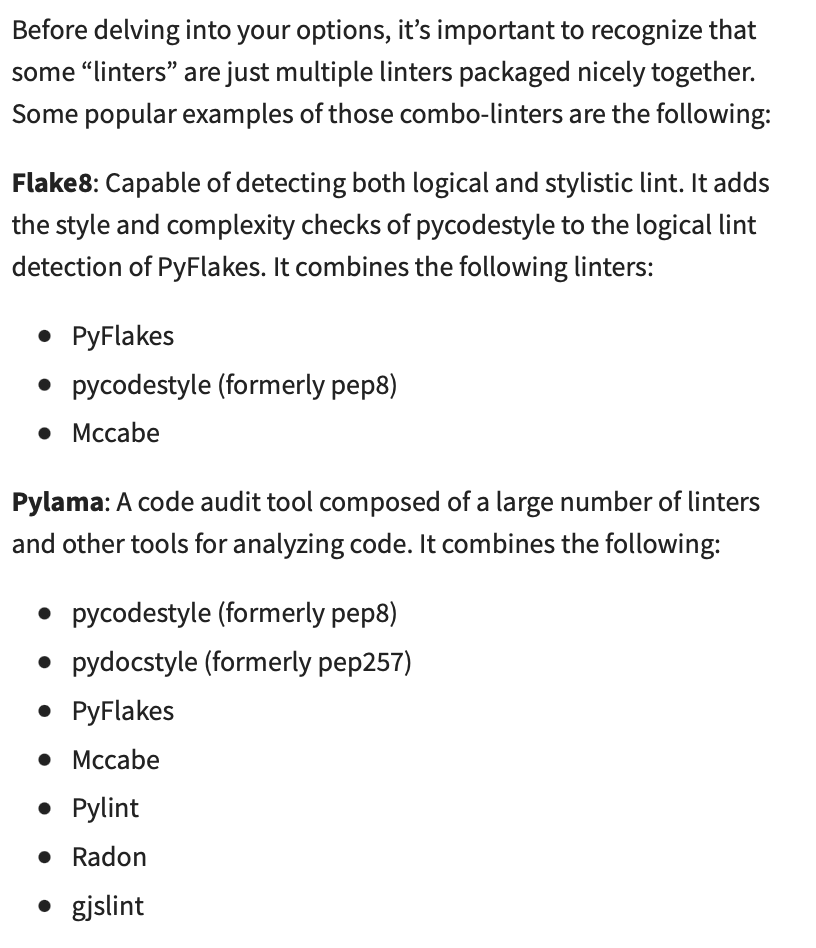 Before delving into your options, it’s important to recognize that
some “linters” are just multiple linters packaged nicely together.
Some popular examples of those combo-linters are the following:
Flake8: Capable of detecting both logical and stylistic lint. It adds
the style and complexity checks of pycodestyle to the logical lint
detection of PyFlakes. It combines the following linters:
• PyFlakes
• pycodestyle (formerly pep8)
• Mccabe
Pylama: A code audit tool composed of a large number of linters
and other tools for analyzing code. It combines the following:
• pycodestyle (formerly pep8)
• pydocstyle (formerly pep257)
• PyFlakes
• Mccabe
• Pylint
• Radon
• gjslint